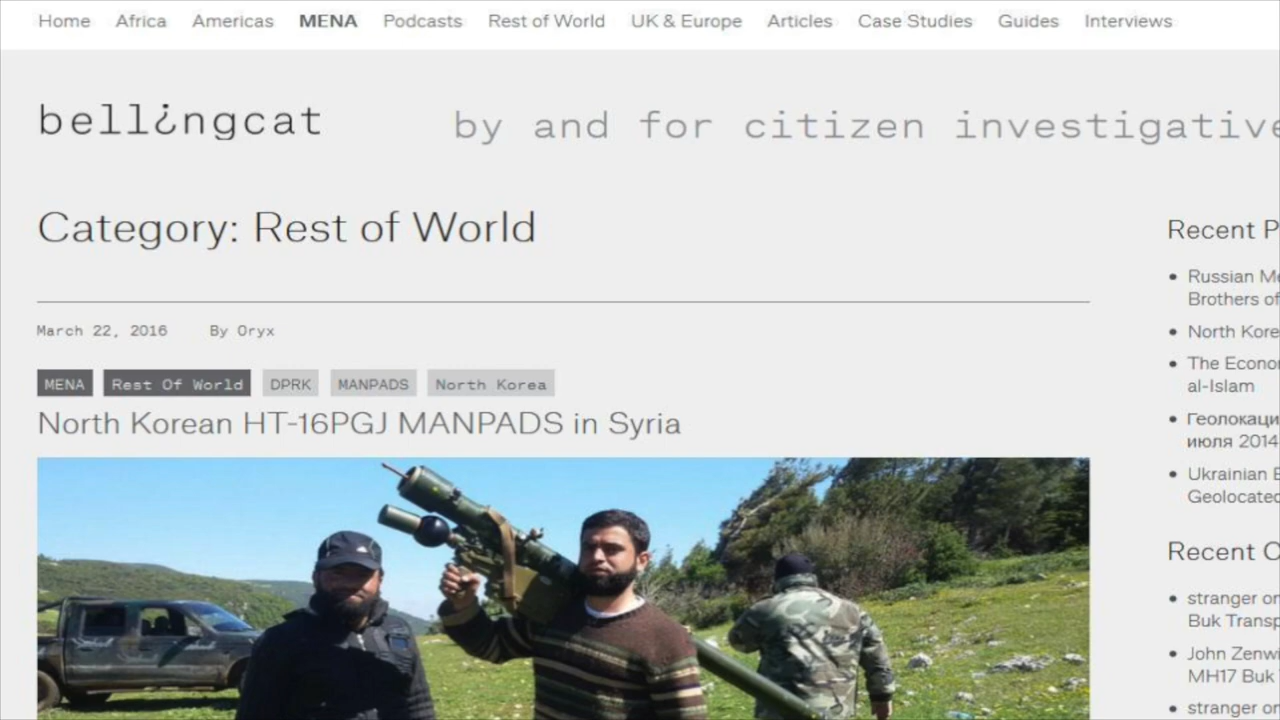 Home Africa Americas MENA Podcasts Rest of World UK & Europe Articles Case Studies Guides Interviews
bell¿ngcat by and for citizen investigative
Category: Rest of World
March 22, 2016 By Oryx
MENA Rest Of World DPRK MANPADS North Korea
North Korean HT-16PGJ MANPADS in Syria
Recent P
Russian Me
Brothers of
North Kore
The Econo
al-Islam
Геолокаци
июля 2014
Ukrainian E
Geolocated
Recent C
stranger on
Buk Transp
John Zenwi
MH17 Buk
stranger on